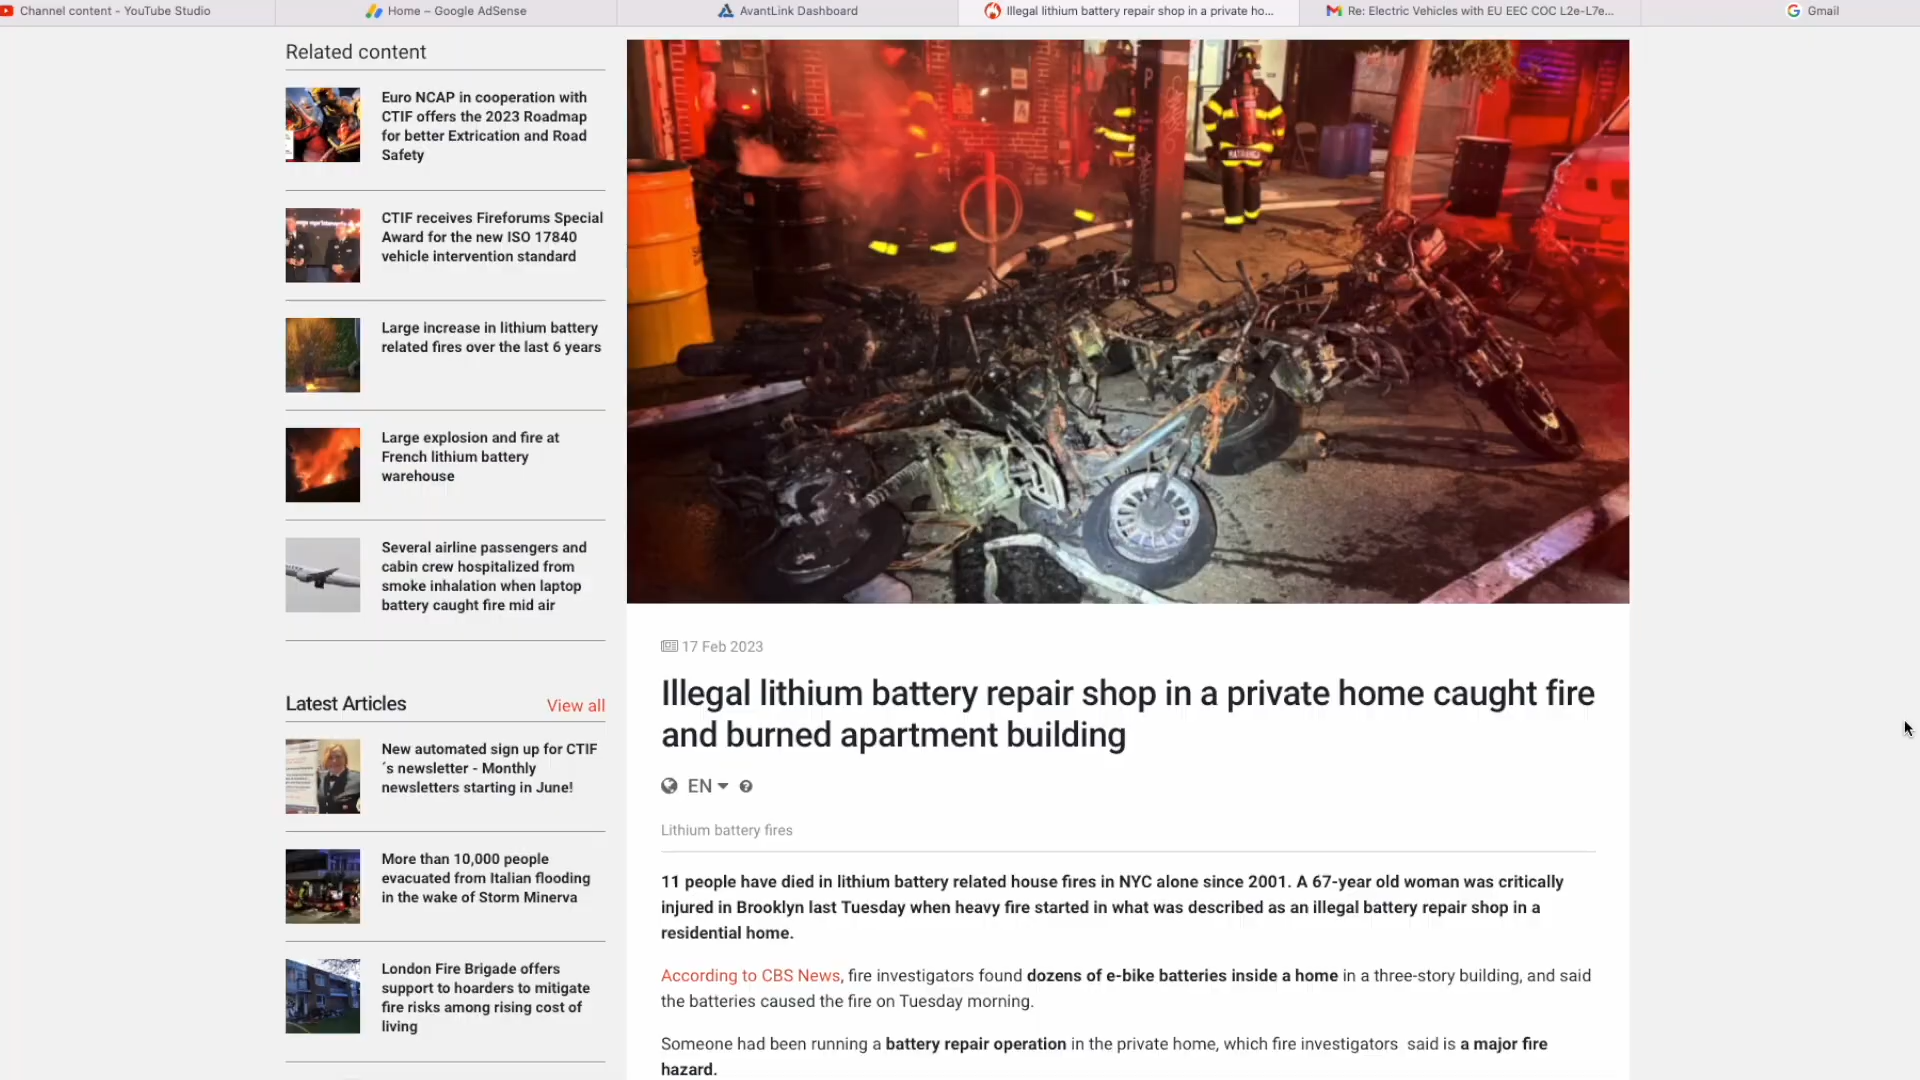 Channel content - YouTube Studio
Home – Google AdSense
AvantLink Dashboard
Illegal lithium battery repair shop in a private ho...
Re: Electric Vehicles with EU EEC COC L2e-L7e...
Gmail
Related content
Euro NCAP in cooperation with
CTIF offers the 2023 Roadmap
for better Extrication and Road
Safety
CTIF receives Fireforums Special
Award for the new ISO 17840
vehicle intervention standard
Large increase in lithium battery
related fires over the last 6 years
Large explosion and fire at
French lithium battery
warehouse
Several airline passengers and
cabin crew hospitalized from
smoke inhalation when laptop
battery caught fire mid air
Latest Articles
View all
New automated sign up for CTIF
´s newsletter - Monthly
newsletters starting in June!
More than 10,000 people
evacuated from Italian flooding
in the wake of Storm Minerva
London Fire Brigade offers
support to hoarders to mitigate
fire risks among rising cost of
living
17 Feb 2023
Illegal lithium battery repair shop in a private home caught fire
and burned apartment building
EN
Lithium battery fires
11 people have died in lithium battery related house fires in NYC alone since 2001. A 67-year old woman was critically
injured in Brooklyn last Tuesday when heavy fire started in what was described as an illegal battery repair shop in a
residential home.
According to CBS News, fire investigators found dozens of e-bike batteries inside a home in a three-story building, and said
the batteries caused the fire on Tuesday morning.
Someone had been running a battery repair operation in the private home, which fire investigators said is a major fire
hazard.